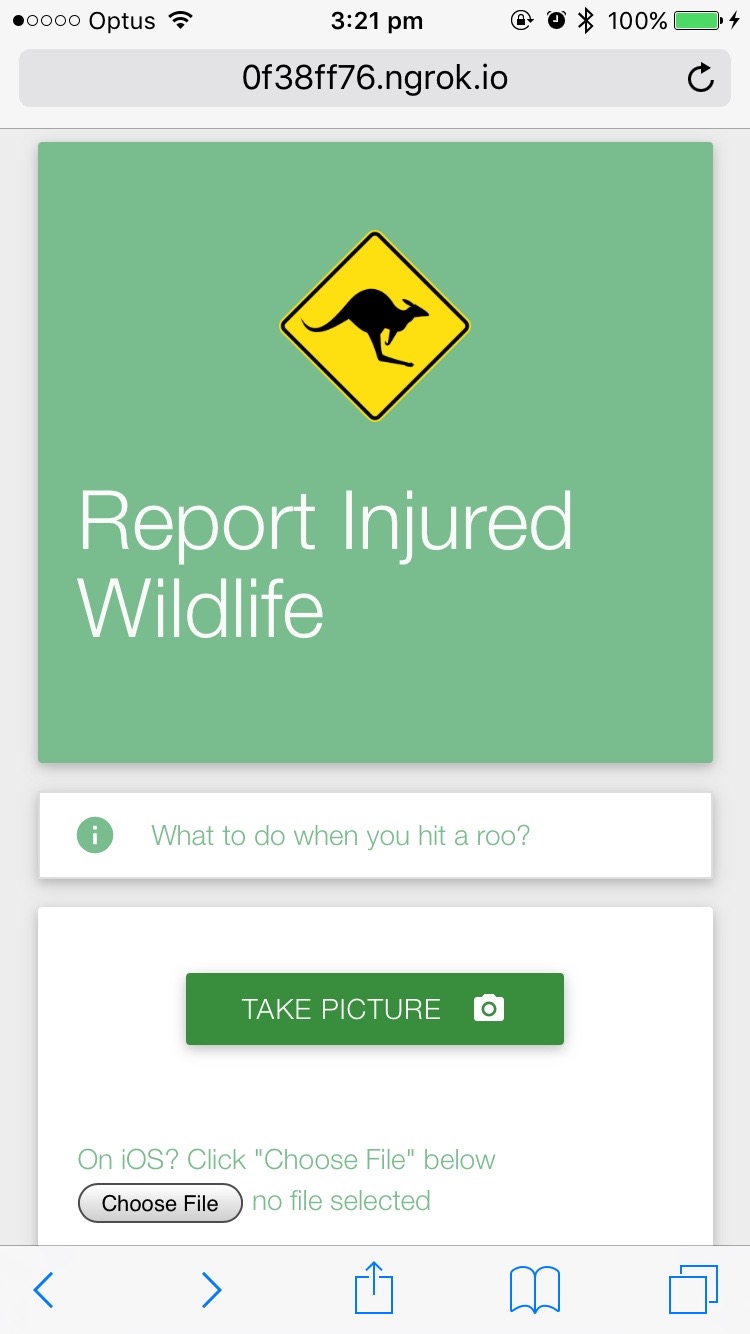 Optus 3:21 pm 100%
0f38ff76.ngrok.io
Report Injured
Wildlife
What to do when you hit a roo?
TAKE PICTURE
On iOS? Click "Choose File" below
Choose File no file selected